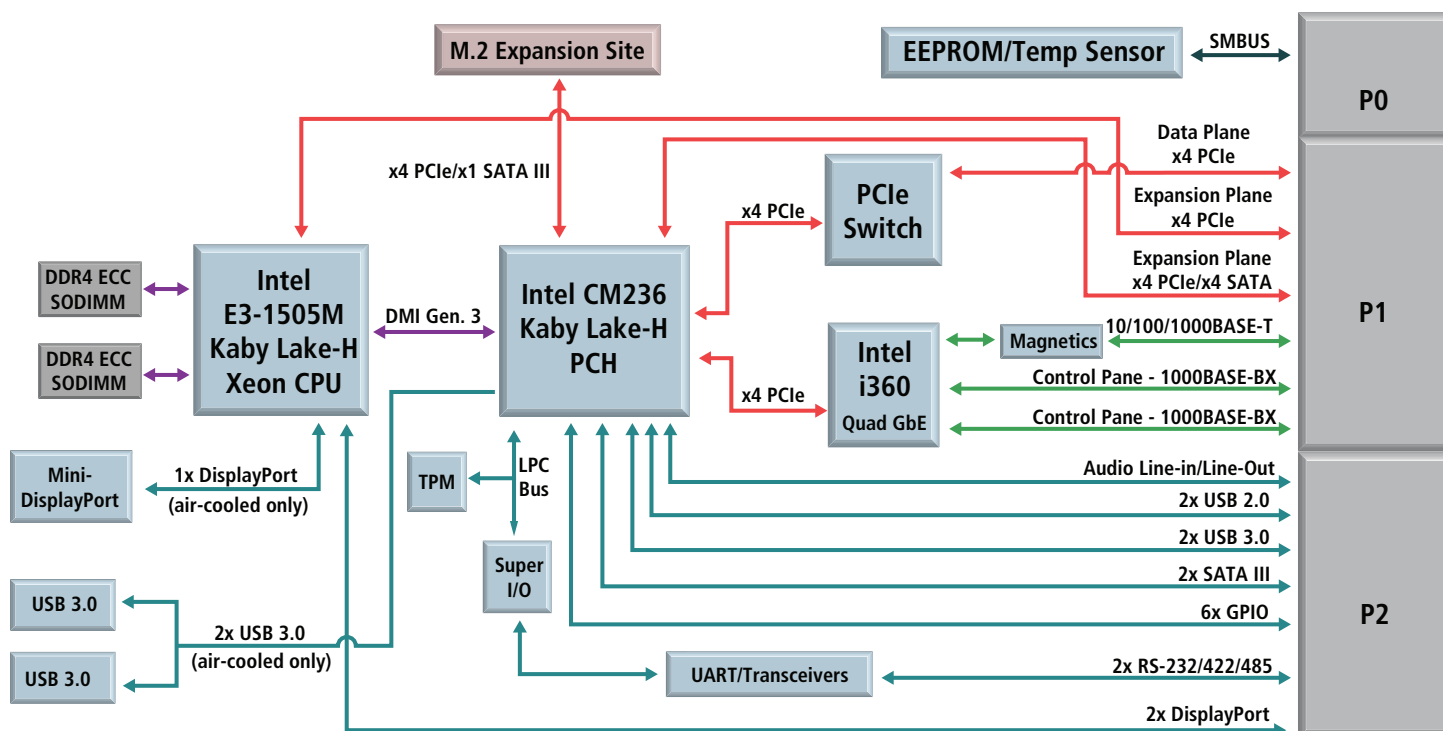 M.2 Expansion Site
EEPROM/Temp Sensor
SMBUS
P0
Data Plane
x4 PCIe
x4 PCIe/x1 SATA III
PCIe
Switch
x4 PCIe
Expansion Plane
x4 PCIe
Expansion Plane
x4 PCIe/x4 SATA
P1
DDR4 ECC
SODIMM
DDR4 ECC
SODIMM
Intel
E3-1505M
Kaby Lake-H
Xeon CPU
DMI Gen. 3
Intel CM236
Kaby Lake-H
PCH
x4 PCIe
Intel
i360
Quad GbE
Magnetics
10/100/1000BASE-T
Control Pane - 1000BASE-BX
Control Pane - 1000BASE-BX
Mini-
DisplayPort
1x DisplayPort
(air-cooled only)
TPM
LPC
Bus
Super
I/O
Audio Line-in/Line-Out
2x USB 2.0
2x USB 3.0
2x SATA III
6x GPIO
P2
USB 3.0
USB 3.0
2x USB 3.0
(air-cooled only)
UART/Transceivers
2x RS-232/422/485
2x DisplayPort